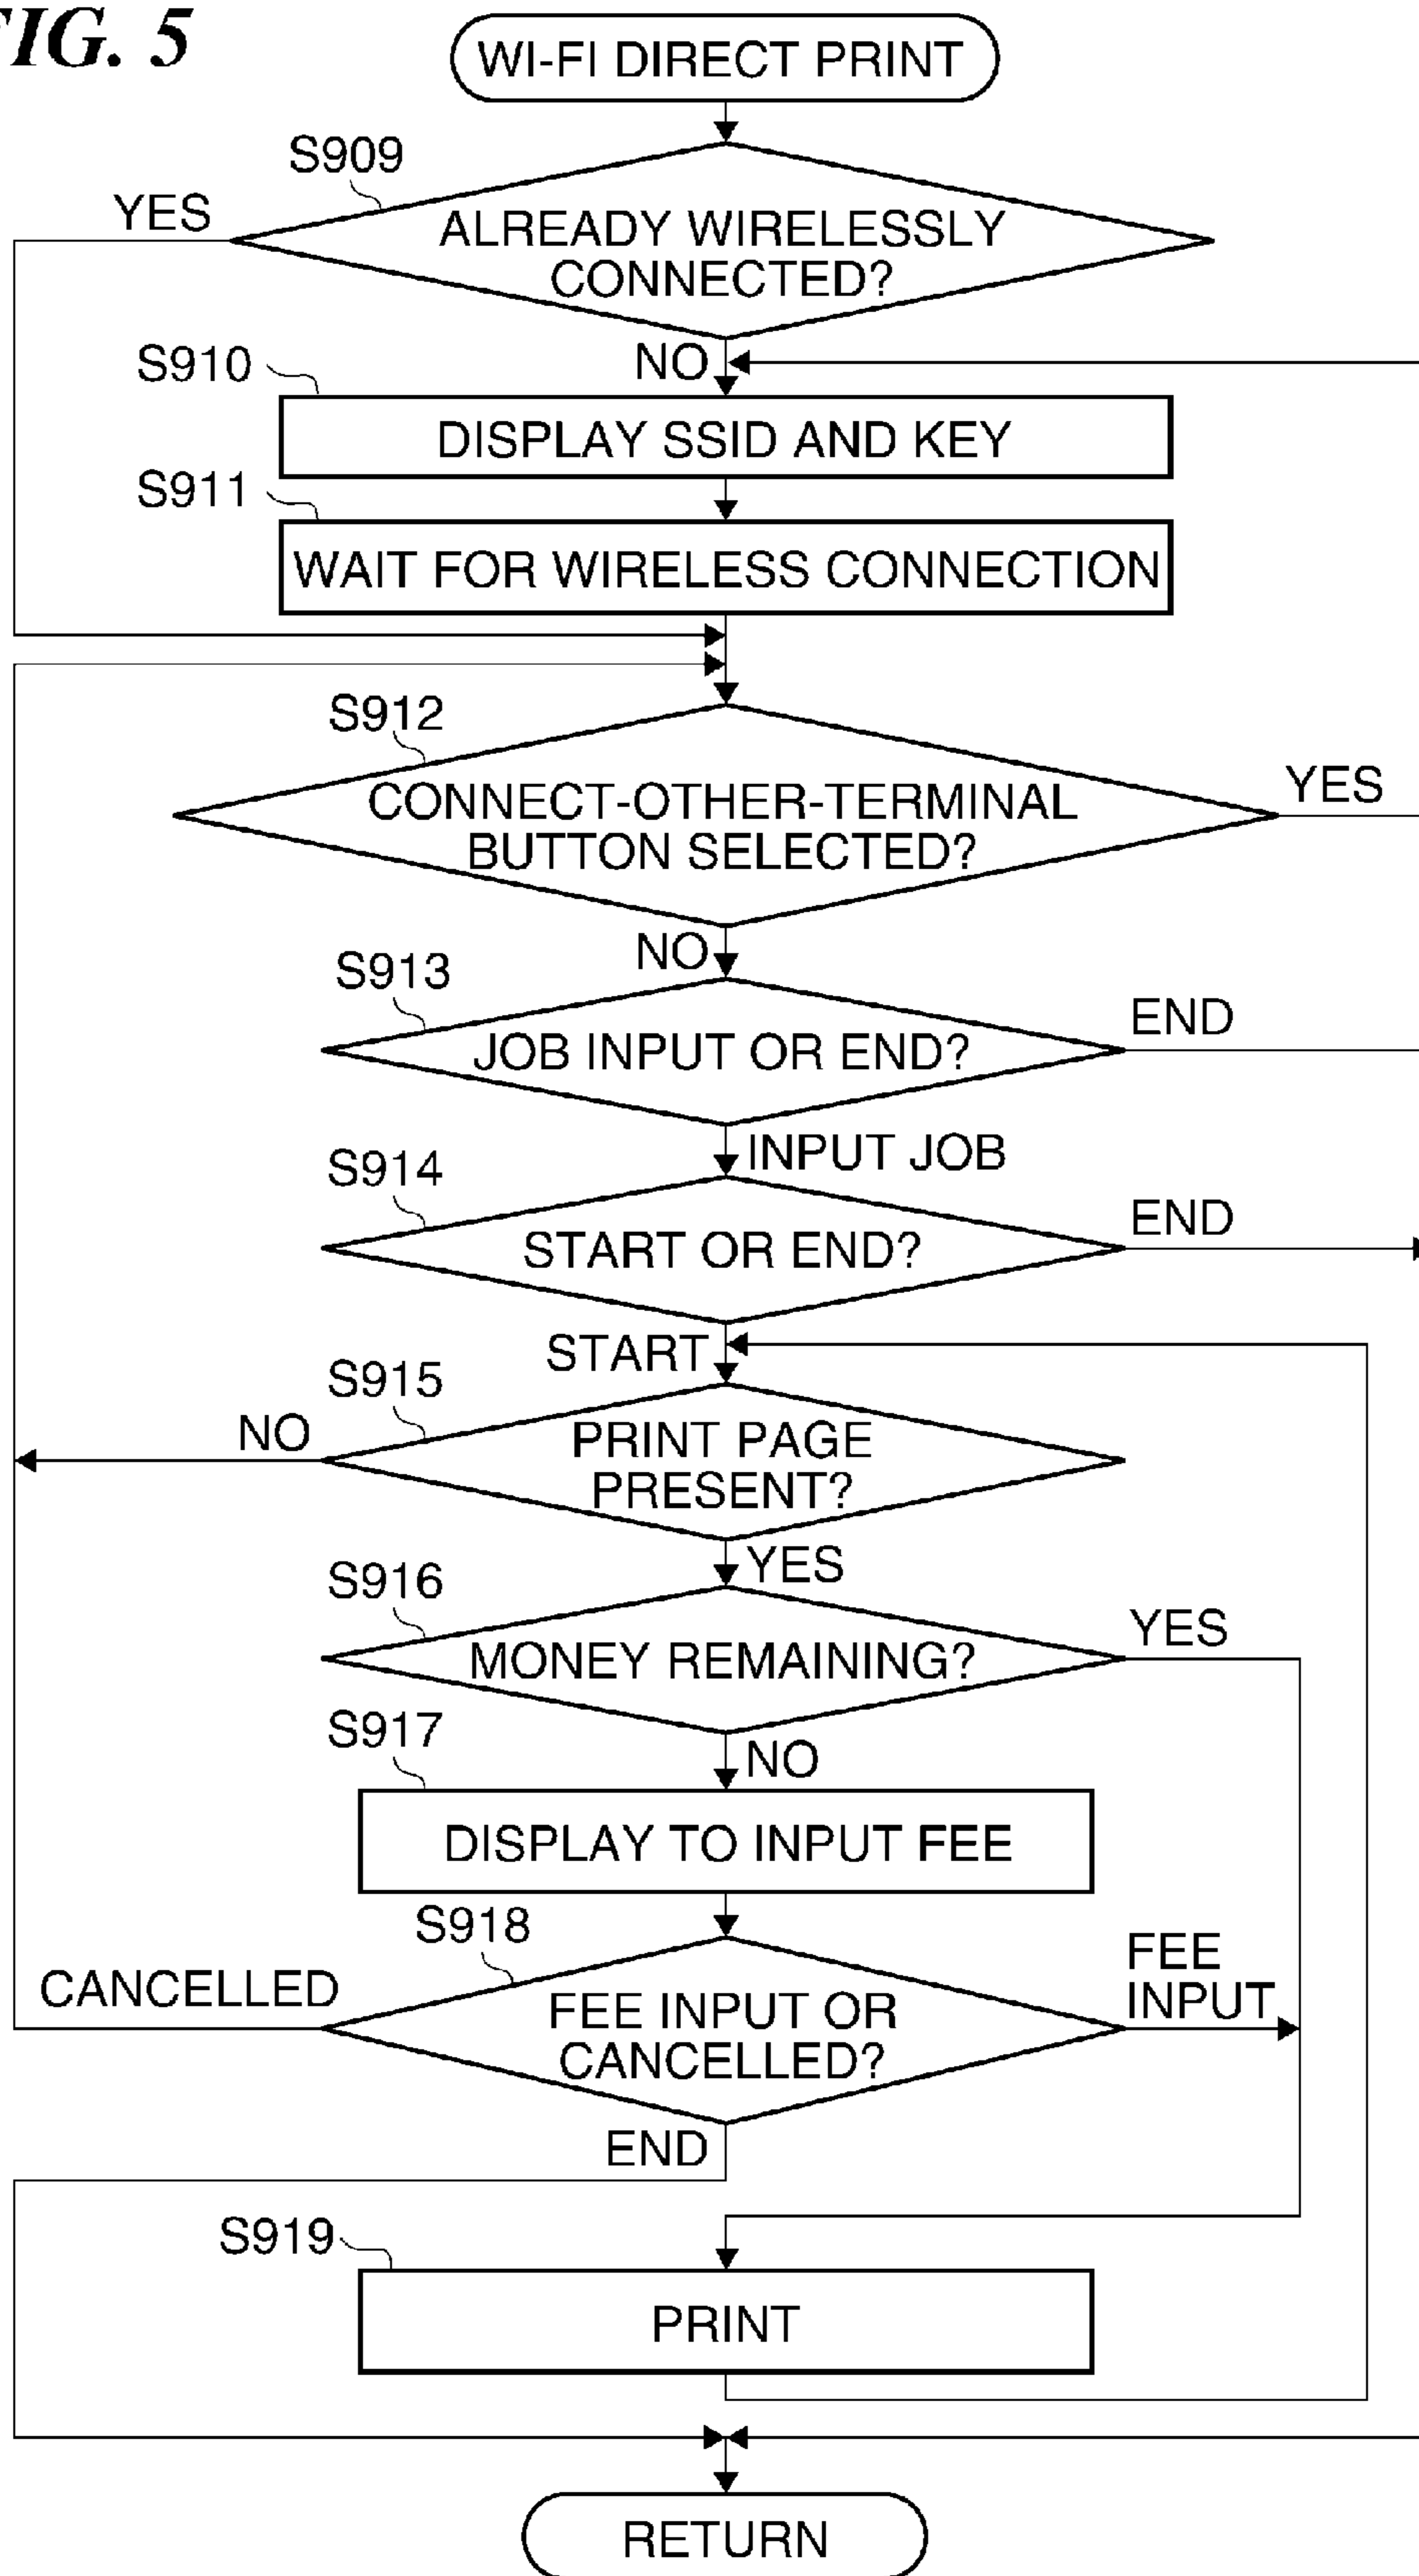 FIG. 5
WI-FI DIRECT PRINT
S909
YES
ALREADY WIRELESSLY
CONNECTED?
NO
S910
DISPLAY SSID AND KEY
S911
WAIT FOR WIRELESS CONNECTION
S912
CONNECT-OTHER-TERMINAL
BUTTON SELECTED?
YES
NO
S913
JOB INPUT OR END?
END
INPUT JOB
S914
START OR END?
END
START
S915
NO
PRINT PAGE
PRESENT?
YES
S916
MONEY REMAINING?
YES
S917
NO
DISPLAY TO INPUT FEE
S918
CANCELLED
FEE INPUT OR
CANCELLED?
FEE
INPUT
END
S919
PRINT
RETURN